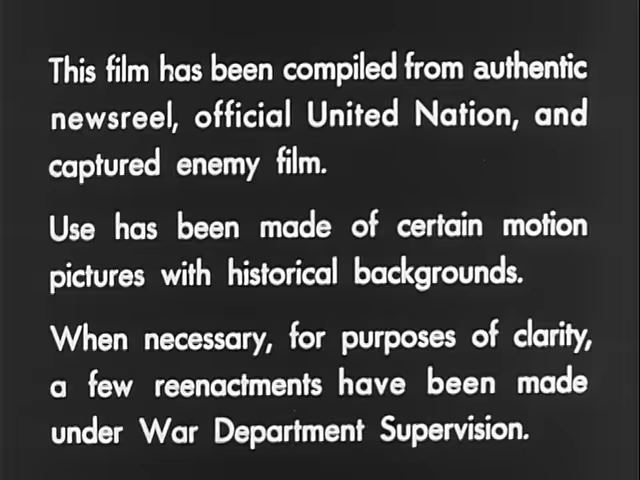 This film has been compiled from authentic
newsreel, official United Nation, and
captured enemy film.
Use has been made of certain motion
pictures with historical backgrounds.
When necessary, for purposes of clarity,
a few reenactments have been made
under War Department Supervision.